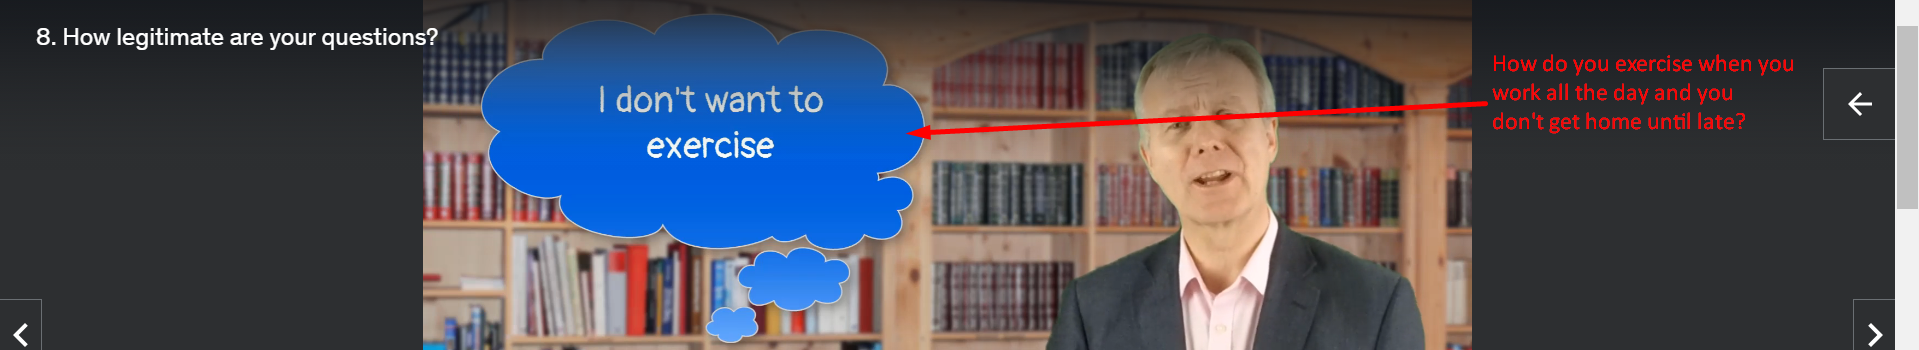 8. How legitimate are your questions?
I don't want to
exercise
How do you exercise when you
work all the day and you
don't get home until late?